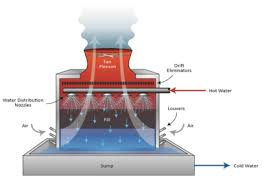 Fan
Plenum
Drift
Eliminators
Hot Water
Water Distribution
Nozzles
Louvers
Air
Fill
Air
Sump
Cold Water